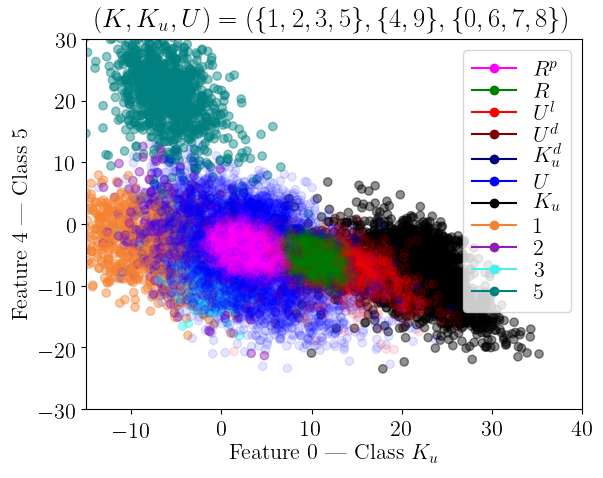 (K, K_u, U) = ({1, 2, 3, 5}, {4, 9}, {0, 6, 7, 8})
30
20
10
0
−10
−20
−30
Feature 4 — Class 5
R^p
R
U^l
U^d
K_u^d
U
K_u
1
2
3
5
−10
0
10
20
30
40
Feature 0 — Class K_u